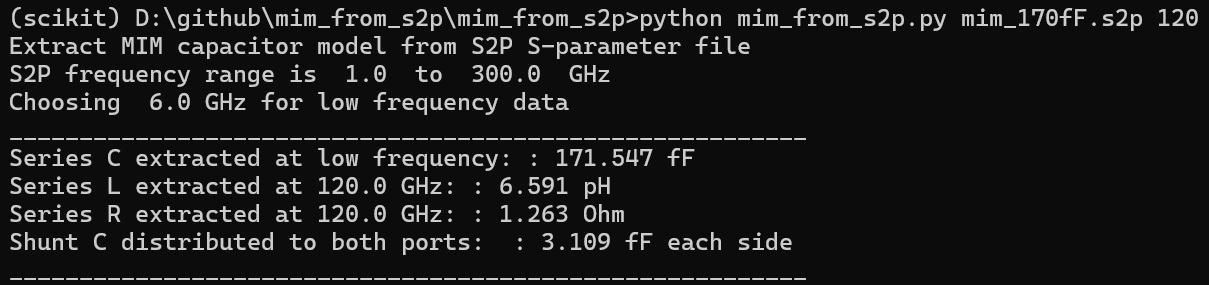 (scikit) D:\github\mim_from_s2p\mim_from_s2p>python mim_from_s2p.py mim_170fF.s2p 120
Extract MIM capacitor model from S2P S-parameter file
S2P frequency range is  1.0  to  300.0  GHz
Choosing  6.0 GHz for low frequency data
_________________________________________________________
Series C extracted at low frequency: : 171.547 fF
Series L extracted at 120.0 GHz: : 6.591 pH
Series R extracted at 120.0 GHz: : 1.263 Ohm
Shunt C distributed to both ports:  : 3.109 fF each side
_________________________________________________________